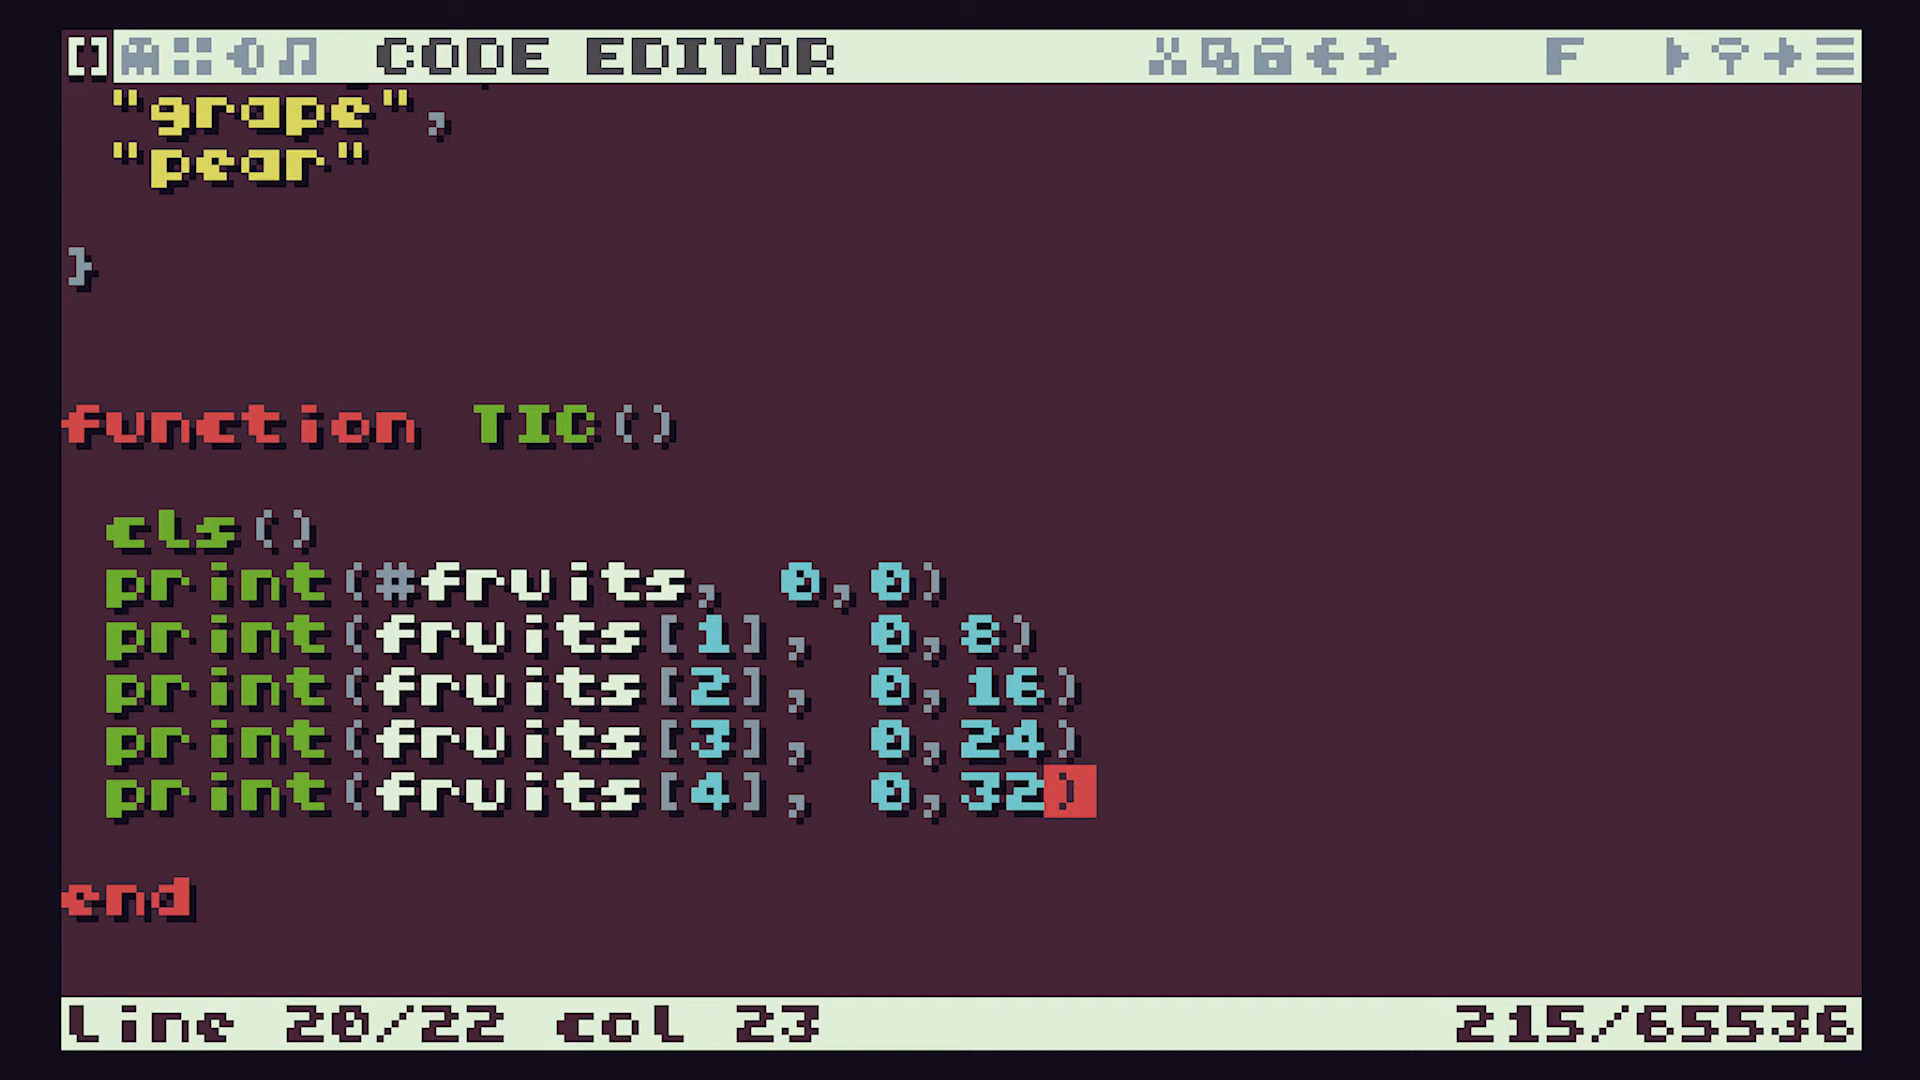 CODE EDITOR F
"grape",
"pear"
}
function TIC()
cls()
print(#fruits, 0,0)
print(fruits[1], 0,8)
print(fruits[2], 0,16)
print(fruits[3], 0,24)
print(fruits[4], 0,32)
end
line 20/22 col 23 215/65536